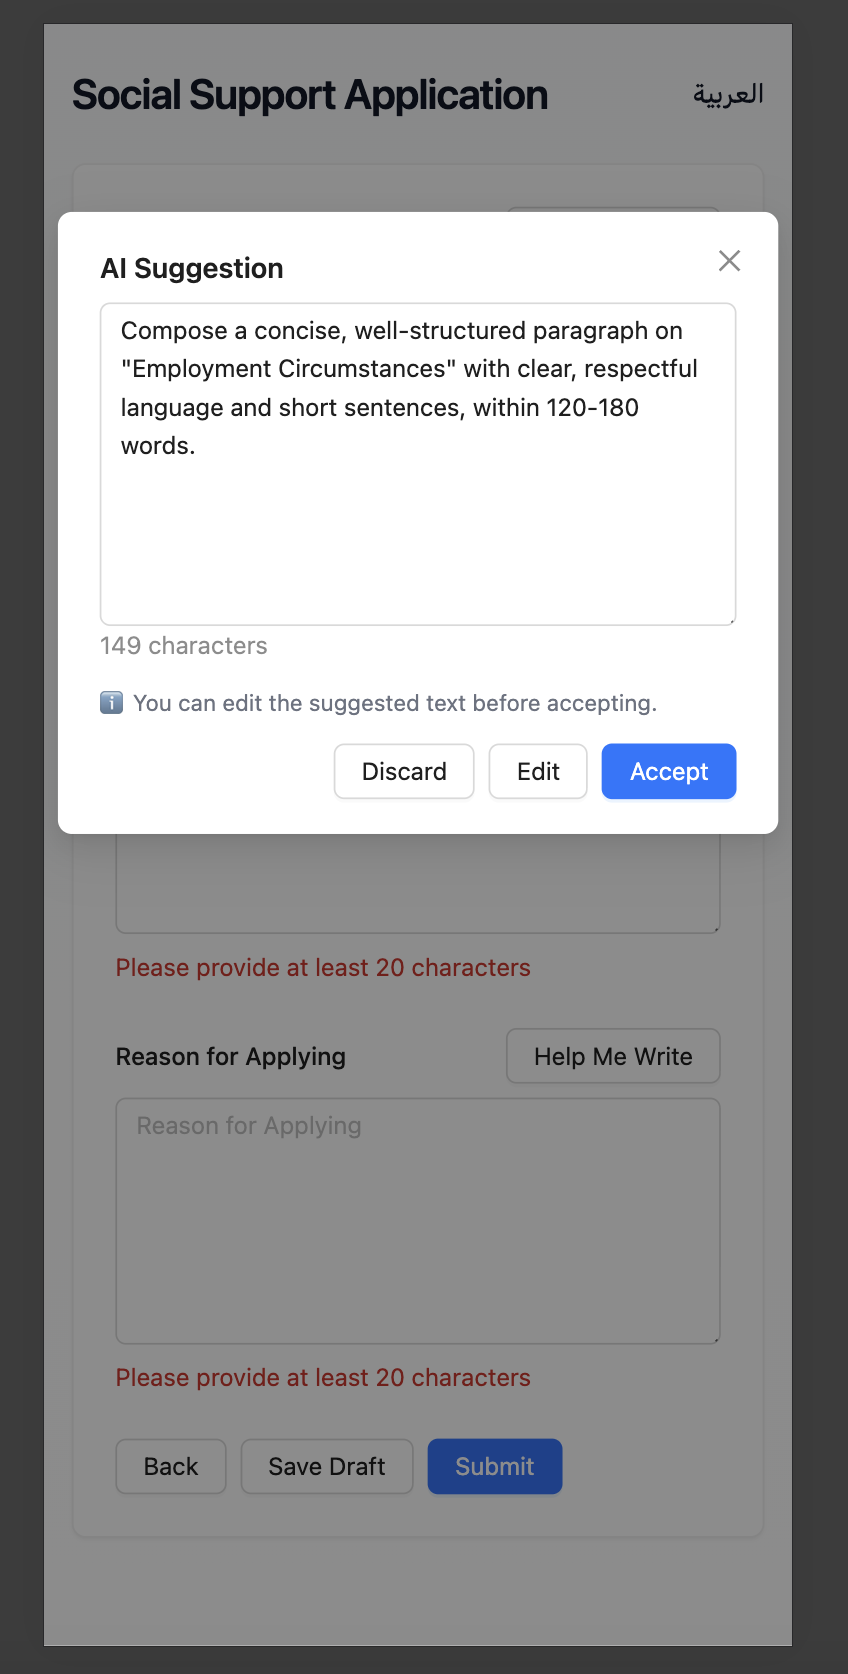 Social Support Application
العربية
AI Suggestion
Compose a concise, well-structured paragraph on
"Employment Circumstances" with clear, respectful
language and short sentences, within 120-180
words.
149 characters
ℹ️ You can edit the suggested text before accepting.
Discard
Edit
Accept
Please provide at least 20 characters
Reason for Applying
Help Me Write
Reason for Applying
Please provide at least 20 characters
Back
Save Draft
Submit